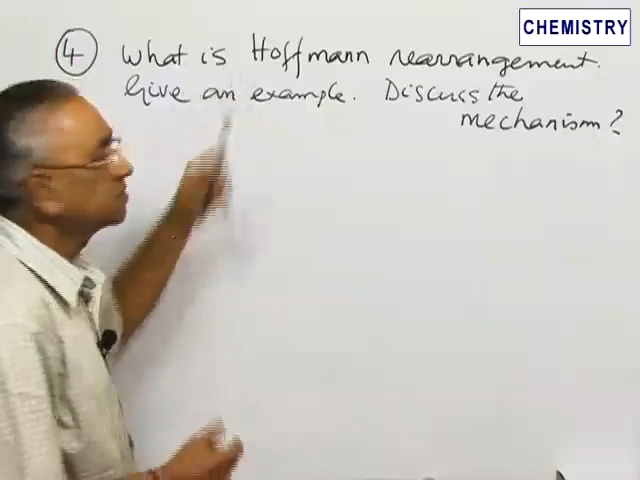 CHEMISTRY
④ What is Hoffmann rearrangement.
Give an example. Discuss the
mechanism?